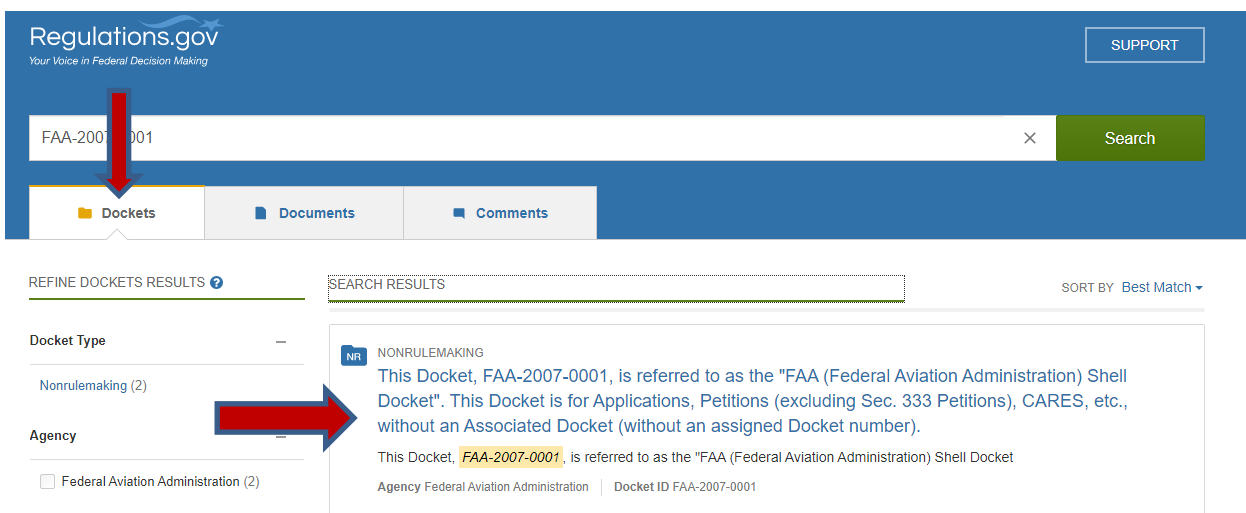 Regulations.gov
Your Voice in Federal Decision Making
SUPPORT
FAA-2007 001
Search
Dockets
Documents
Comments
REFINE DOCKETS RESULTS
SEARCH RESULTS
SORT BY Best Match
Docket Type
Nonrulemaking (2)
Agency
Federal Aviation Administration (2)
NR
NONRULEMAKING
This Docket, FAA-2007-0001, is referred to as the "FAA (Federal Aviation Administration) Shell
Docket". This Docket is for Applications, Petitions (excluding Sec. 333 Petitions), CARES, etc.,
without an Associated Docket (without an assigned Docket number).
This Docket, FAA-2007-0001, is referred to as the "FAA (Federal Aviation Administration) Shell Docket
Agency Federal Aviation Administration Docket ID FAA-2007-0001